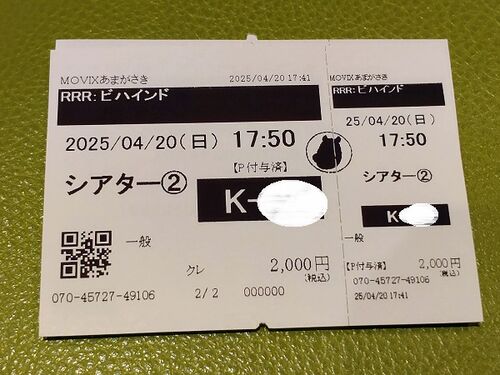 MOVIXあまがさき 2025/04/20 17:41
RRR:ビハインド
2025/04/20(日) 17:50
【P付与済】
シアター②
K-
一般
クレ 2,000円
(税込)
070-45727-49106 2/2 000000
MOVIXあまがさき
RRR:ビハインド
25/04/20(日)
17:50
シアター②
K-
一般
【P付与済】 2,000円
(税込)
070-45727-49106
25/04/20 17:41